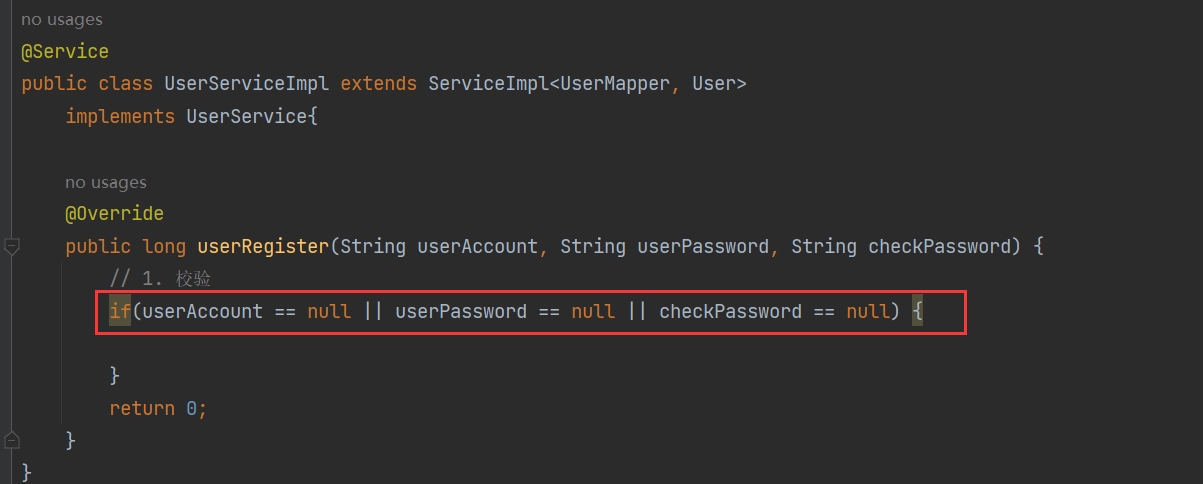 no usages
@Service
public class UserServiceImpl extends ServiceImpl<UserMapper, User>
implements UserService{
no usages
@Override
public long userRegister(String userAccount, String userPassword, String checkPassword) {
// 1. 校验
if(userAccount == null || userPassword == null || checkPassword == null) {
}
return 0;
}
}